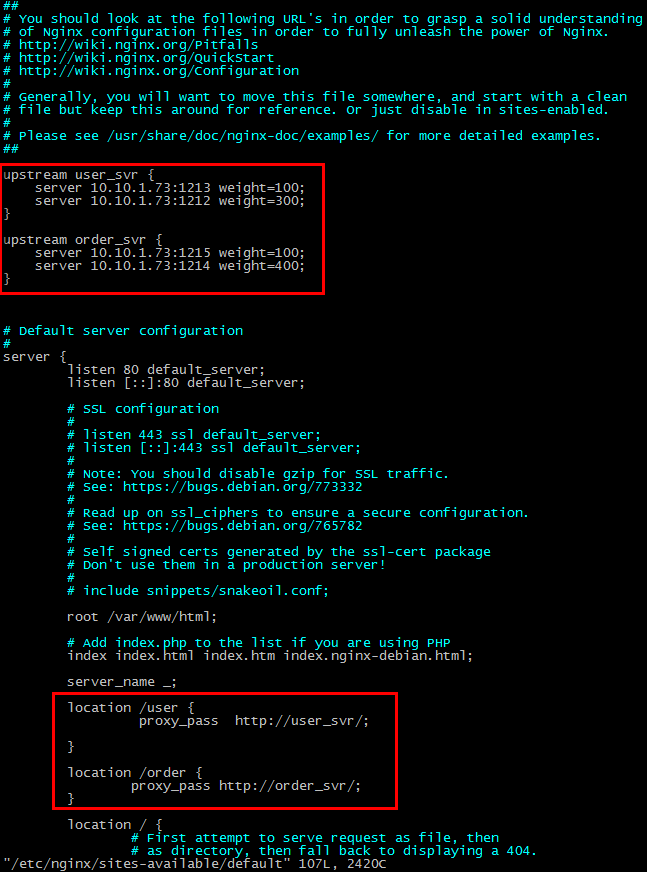 ##
# You should look at the following URL's in order to grasp a solid understanding
# of Nginx configuration files in order to fully unleash the power of Nginx.
# http://wiki.nginx.org/Pitfalls
# http://wiki.nginx.org/QuickStart
# http://wiki.nginx.org/Configuration
#
# Generally, you will want to move this file somewhere, and start with a clean
# file but keep this around for reference. Or just disable in sites-enabled.
#
# Please see /usr/share/doc/nginx-doc/examples/ for more detailed examples.
##
upstream user_svr {
    server 10.10.1.73:1213 weight=100;
    server 10.10.1.73:1212 weight=300;
}
upstream order_svr {
    server 10.10.1.73:1215 weight=100;
    server 10.10.1.73:1214 weight=400;
}
# Default server configuration
#
server {
        listen 80 default_server;
        listen [::]:80 default_server;
        # SSL configuration
        #
        # listen 443 ssl default_server;
        # listen [::]:443 ssl default_server;
        #
        # Note: You should disable gzip for SSL traffic.
        # See: https://bugs.debian.org/773332
        #
        # Read up on ssl_ciphers to ensure a secure configuration.
        # See: https://bugs.debian.org/765782
        #
        # Self signed certs generated by the ssl-cert package
        # Don't use them in a production server!
        #
        # include snippets/snakeoil.conf;
        root /var/www/html;
        # Add index.php to the list if you are using PHP
        index index.html index.htm index.nginx-debian.html;
        server_name _;
        location /user {
                 proxy_pass  http://user_svr/;
        }
        location /order {
                proxy_pass http://order_svr/;
        }
        location / {
                # First attempt to serve request as file, then
                # as directory, then fall back to displaying a 404.
"/etc/nginx/sites-available/default" 107L, 2420C